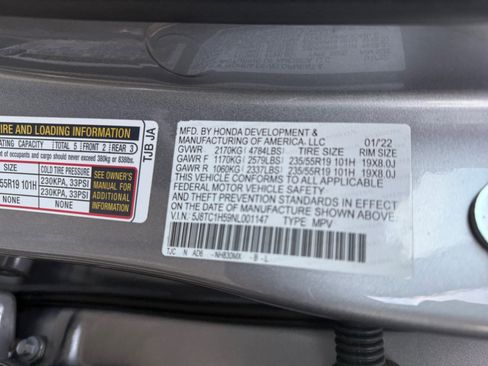 TIRE AND LOADING INFORMATION
SEATING CAPACITY TOTAL 5 FRONT 2 REAR 3
of occupants and cargo should never exceed 380kg or 838lbs.
COLD TIRE PRESSURE
55R19 101H 230KPA, 33PSI
230KPA, 33PSI
SEE OWNER'S
MANUAL FOR
ADDITIONAL
INFORMATION
TJB JA
MFD. BY HONDA DEVELOPMENT &
MANUFACTURING OF AMERICA, LLC 01/22
GVWR 2170KG( 4784LBS) TIRE SIZE RIM SIZE
GAWR F 1170KG( 2579LBS) 235/55R19 101H 19X8.0J
GAWR R 1060KG( 2337LBS) 235/55R19 101H 19X8.0J
THIS VEHICLE CONFORMS TO ALL APPLICABLE
FEDERAL MOTOR VEHICLE SAFETY
AND THEFT PREVENTION STANDARDS IN EFFECT
ON THE DATE OF MANUFACTURE SHOWN ABOVE.
V.I.N.: 5J8TC1H59NL001147 TYPE: MPV
TJC N AD6 -NH830MX -B -L